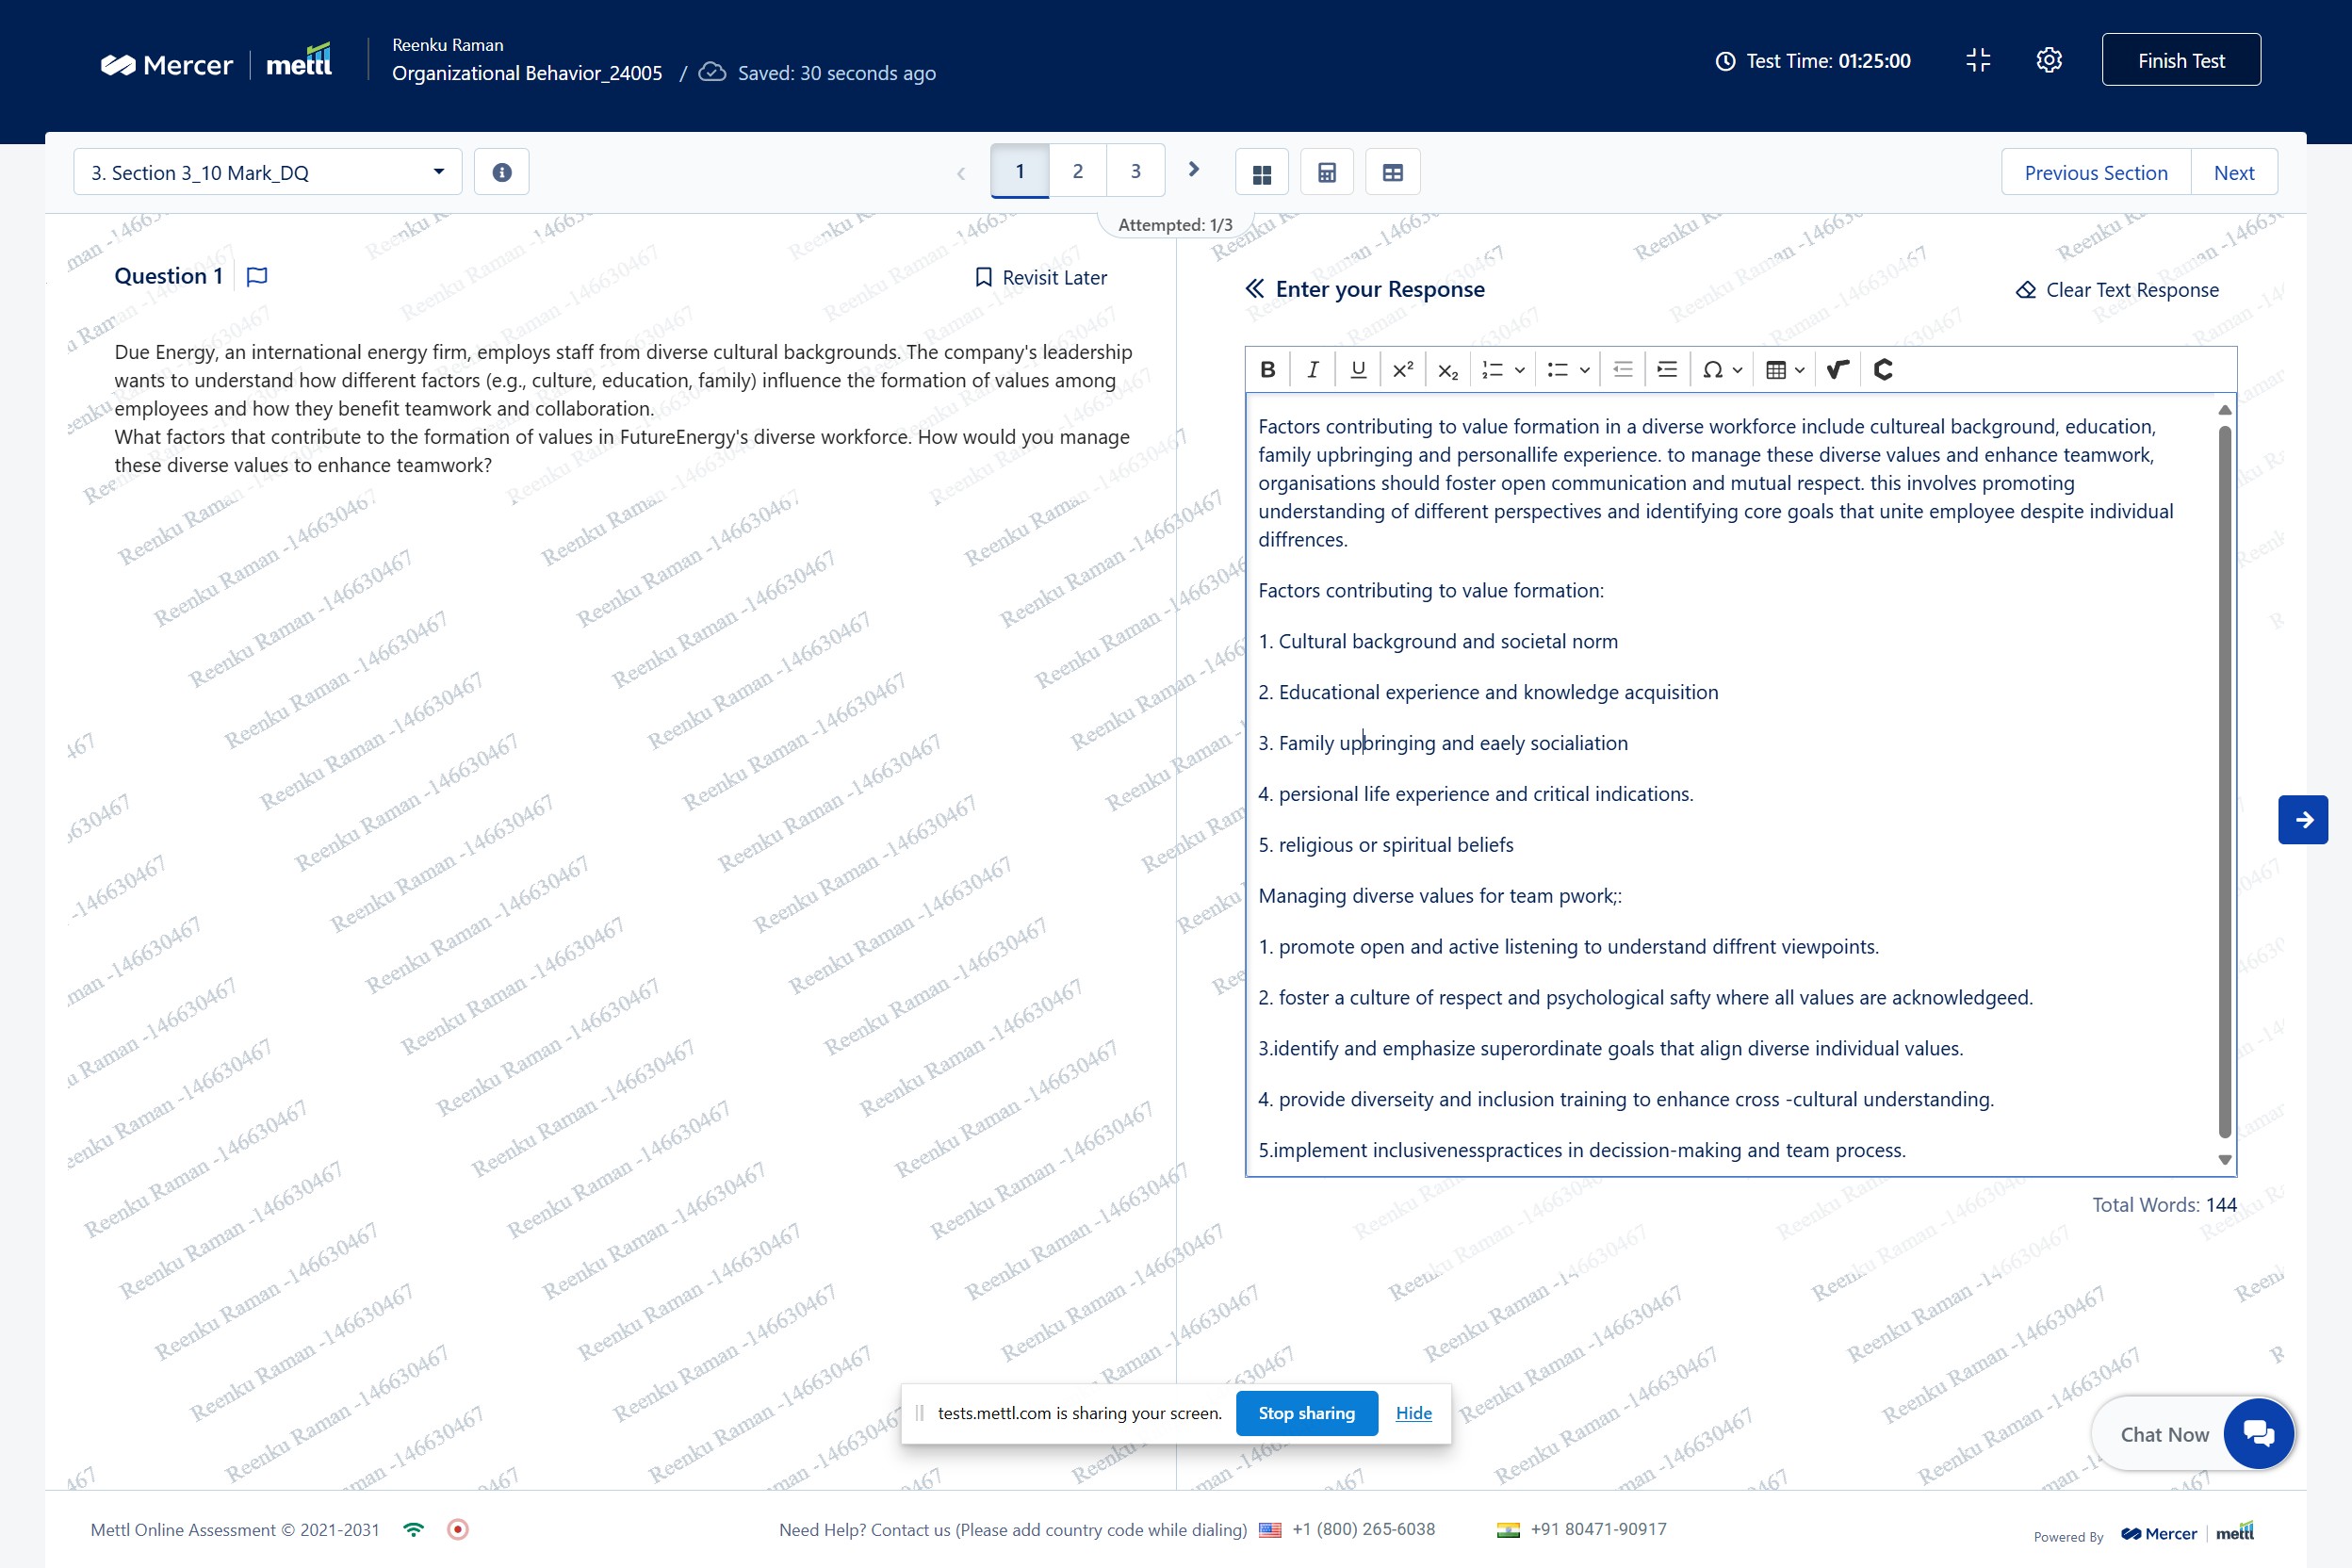 Mercer | mettl
Reenku Raman
Organizational Behavior_24005 / Saved: 30 seconds ago
Test Time: 01:25:00
Finish Test
3. Section 3_10 Mark_DQ
1 2 3
Previous Section
Next
Attempted: 1/3
Question 1
Revisit Later
Due Energy, an international energy firm, employs staff from diverse cultural backgrounds. The company's leadership
wants to understand how different factors (e.g., culture, education, family) influence the formation of values among
employees and how they benefit teamwork and collaboration.
What factors that contribute to the formation of values in FutureEnergy's diverse workforce. How would you manage
these diverse values to enhance teamwork?
Enter your Response
Clear Text Response
Factors contributing to value formation in a diverse workforce include cultureal background, education,
family upbringing and personallife experience. to manage these diverse values and enhance teamwork,
organisations should foster open communication and mutual respect. this involves promoting
understanding of different perspectives and identifying core goals that unite employee despite individual
diffrences.
Factors contributing to value formation:
1. Cultural background and societal norm
2. Educational experience and knowledge acquisition
3. Family upbringing and eaely socialiation
4. persional life experience and critical indications.
5. religious or spiritual beliefs
Managing diverse values for team pwork;:
1. promote open and active listening to understand diffrent viewpoints.
2. foster a culture of respect and psychological safty where all values are acknowledgeed.
3.identify and emphasize superordinate goals that align diverse individual values.
4. provide diverseity and inclusion training to enhance cross -cultural understanding.
5.implement inclusivenesspractices in decission-making and team process.
Total Words: 144
Reenku Raman -146630467
tests.mettl.com is sharing your screen.
Stop sharing
Hide
Chat Now
Mettl Online Assessment © 2021-2031
Need Help? Contact us (Please add country code while dialing) +1 (800) 265-6038
+91 80471-90917
Powered By Mercer | mettl